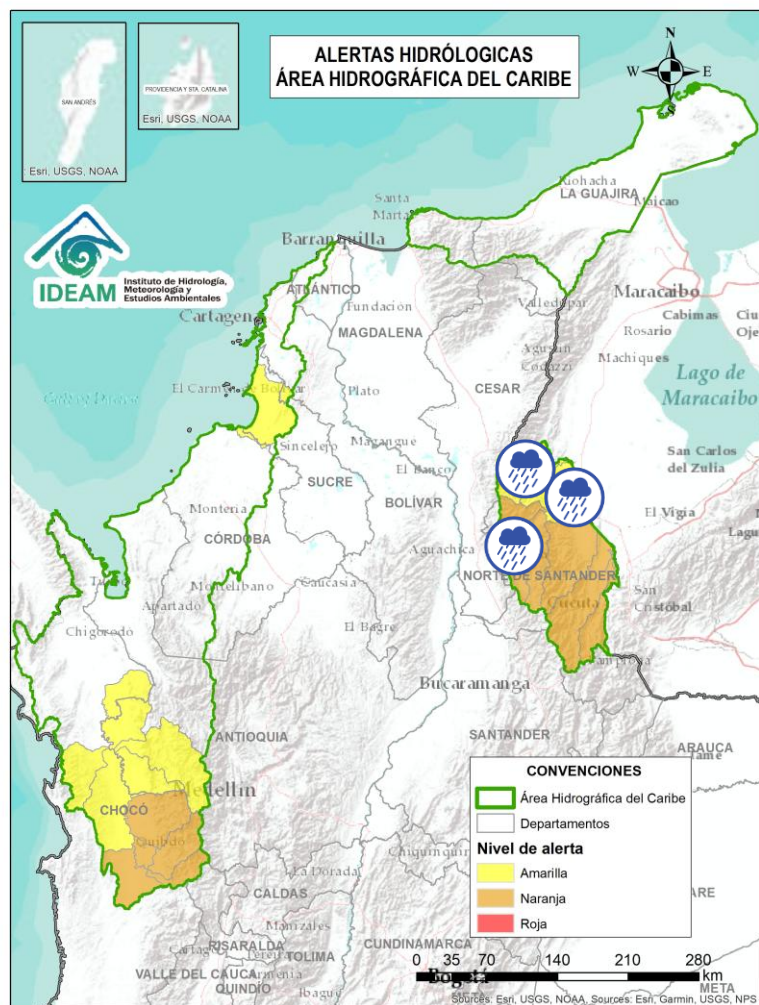 ALERTAS HIDRÓLOGICAS
ÁREA HIDROGRÁFICA DEL CARIBE
N
W
E
S
SAN ANDRÉS
Esri, USGS, NOAA
PROVIDENCIA Y STA. CATALINA
Esri, USGS, NOAA
IDEAM
Instituto de Hidrología,
Meteorología y
Estudios Ambientales
Riohacha
LA GUAJIRA
Maicao
Santa
Marta
Barranquilla
ATLÁNTICO
Cartagena
Fundación
MAGDALENA
Valledupar
Maracaibo
Cabimas
Rosario
Machiques
Agustín
Codazzi
CESAR
Lago de
Maracaibo
El Carmen de Bolívar
Plato
Sincelejo
Magangué
SUCRE
El Banco
BOLÍVAR
San Carlos
del Zulia
El Vigía
Montería
CÓRDOBA
Aguachica
NORTE DE SANTANDER
Cúcuta
San
Cristóbal
Montelíbano
Caucasia
Apartadó
El Bagre
Chigorodó
Pamplona
Bucaramanga
ANTIOQUIA
SANTANDER
ARAUCA
Medellín
CHOCÓ
Quibdó
La Dorada
CALDAS
Manizales
RISARALDA
Pereira
TOLIMA
CUNDINAMARCA
VALLE DEL CAUCA
Armenia
QUINDÍO
Ibagué
Bogotá
META
META
CONVENCIONES
Área Hidrográfica del Caribe
Departamentos
Nivel de alerta
Amarilla
Naranja
Roja
0 35 70 140 210 280
km
Sources: Esri, USGS, NOAA, Sources: Esri, Garmin, USGS, NPS